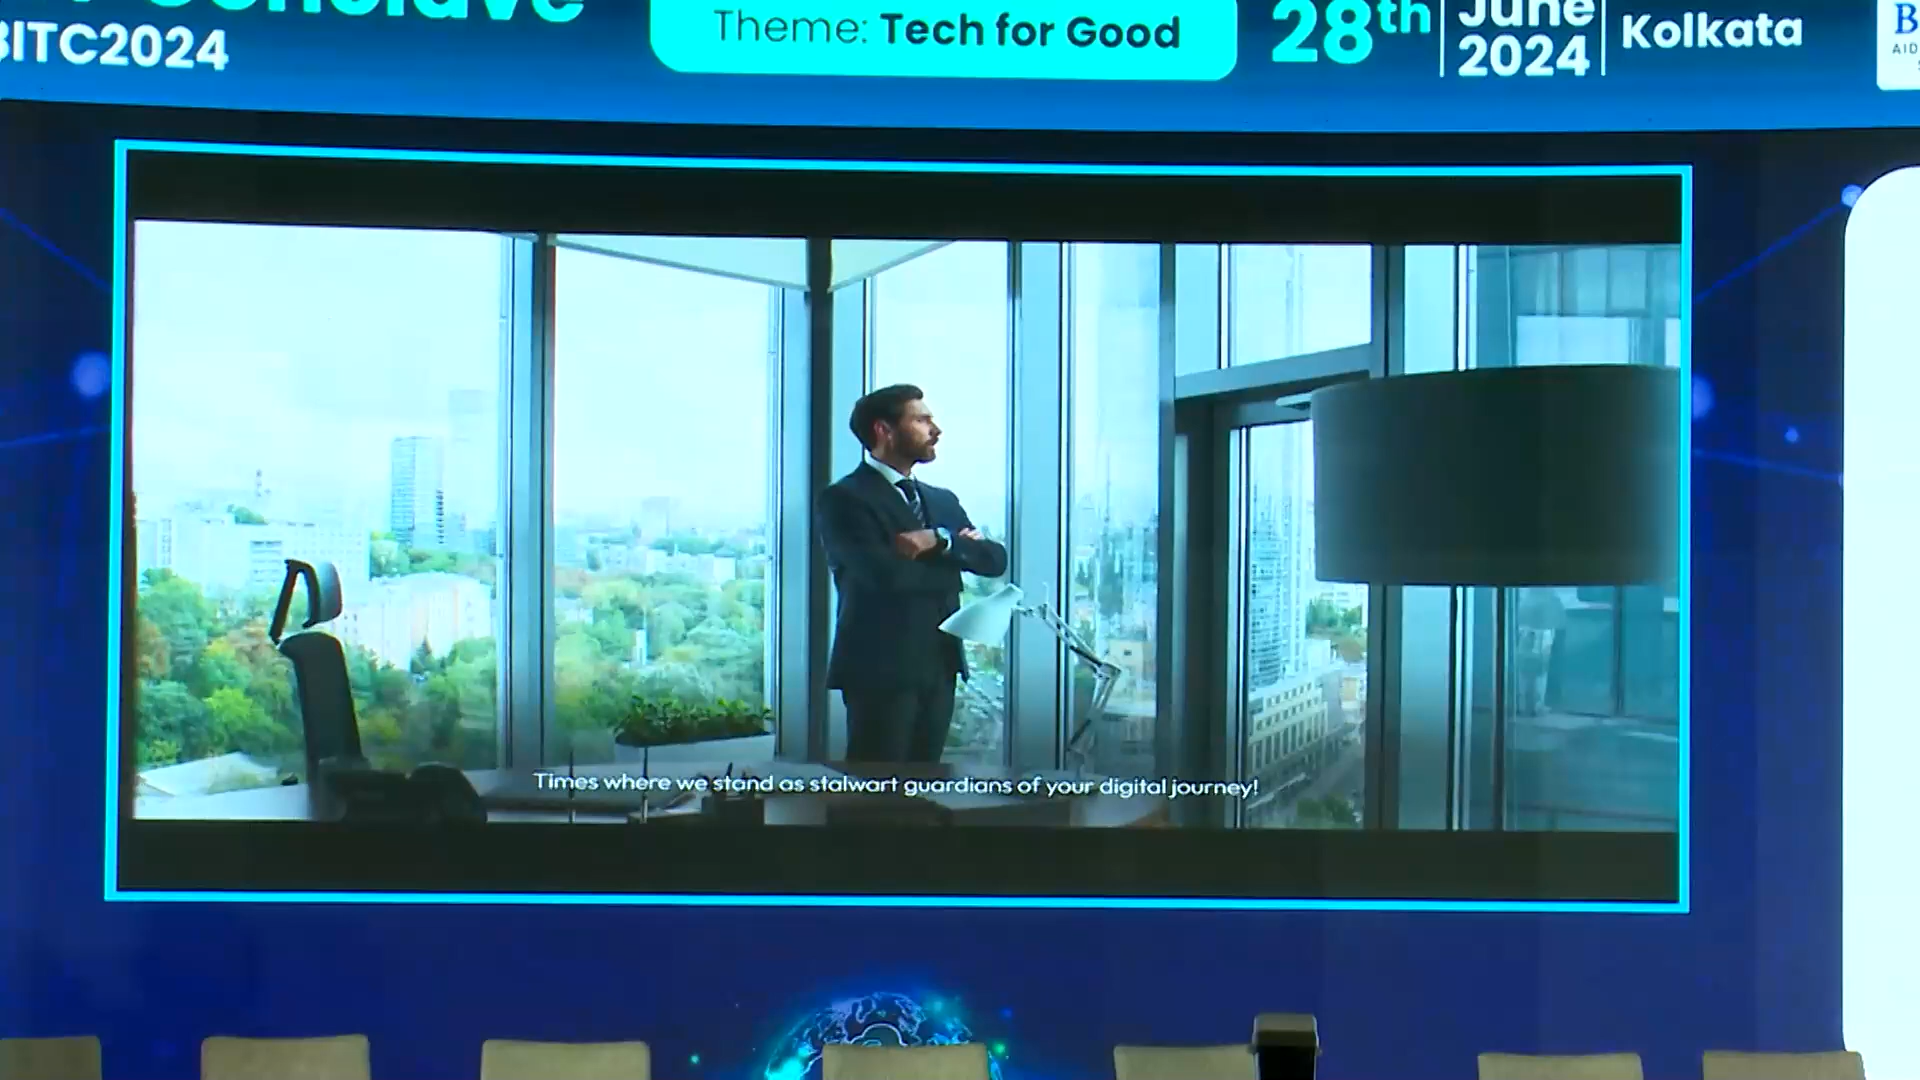 Conclave
BITC2024
Theme: Tech for Good
28th
June
2024
Kolkata
Times where we stand as stalwart guardians of your digital journey!